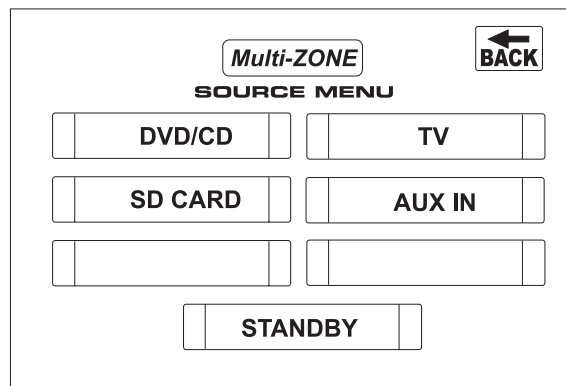 Multi-ZONE
BACK
SOURCE MENU
DVD/CD
TV
SD CARD
AUX IN
STANDBY